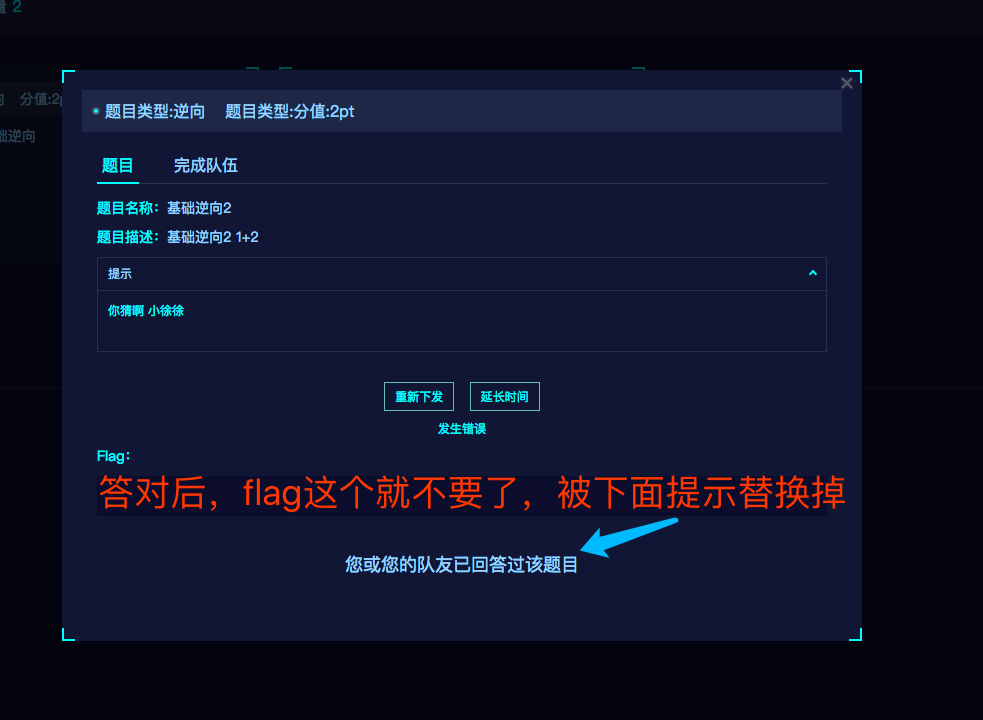 量 2
分值:2p
础逆向
题目类型:逆向 题目类型:分值:2pt
题目 完成队伍
题目名称: 基础逆向2
题目描述: 基础逆向2 1+2
提示
你猜啊 小徐徐
重新下发 延长时间
发生错误
Flag:
答对后，flag这个就不要了，被下面提示替换掉
您或您的队友已回答过该题目